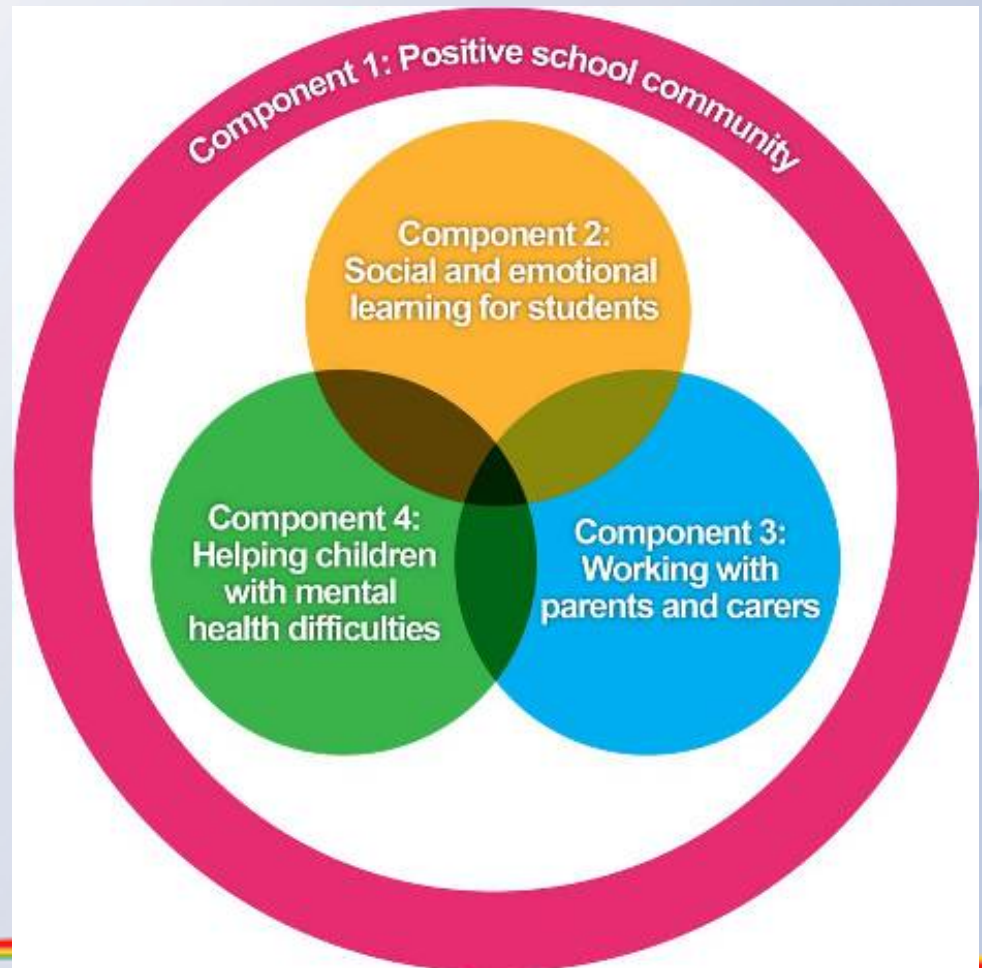 Component 1: Positive school community
Component 2:
Social and emotional
learning for students
Component 4:
Helping children
with mental
health difficulties
Component 3:
Working with
parents and carers